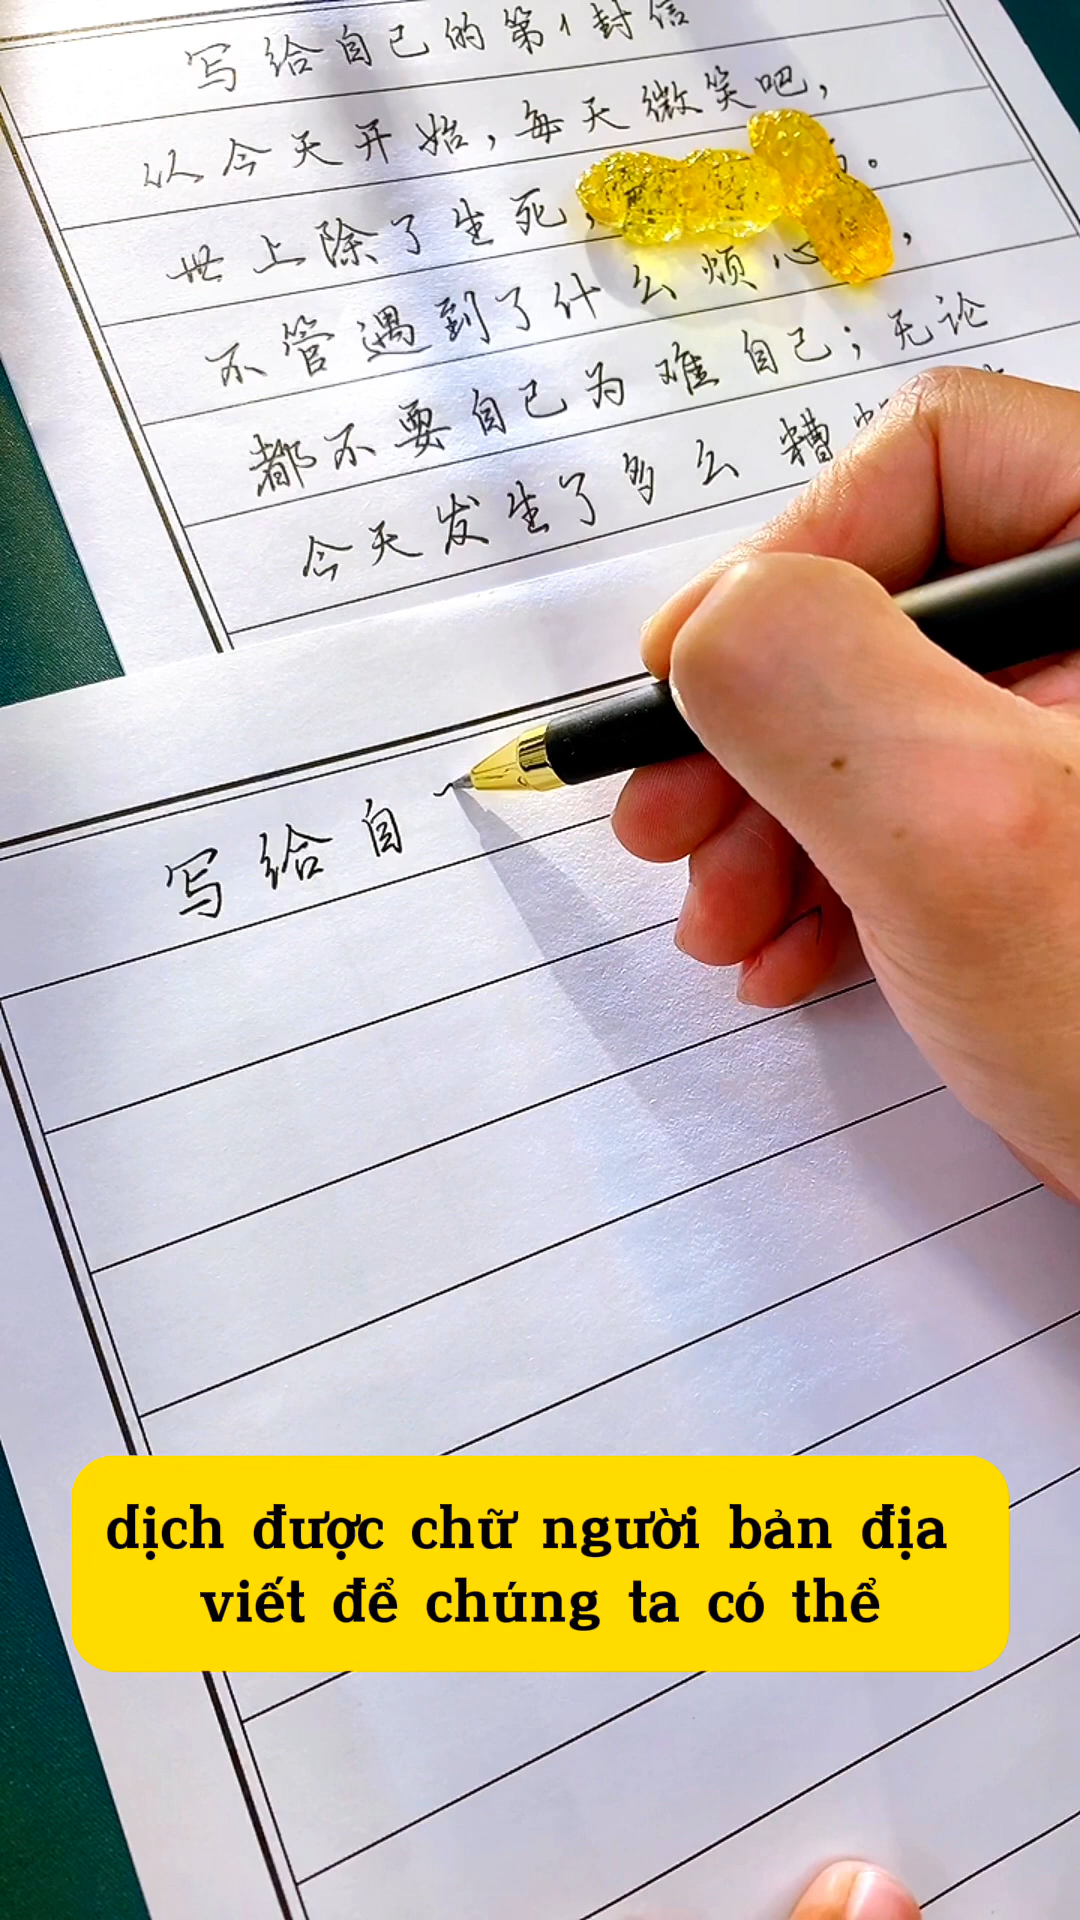 写给自己的第1封信
从今天开始，每天微笑吧，
世上除了生死，
不管遇到了什么烦心，
都不要自己为难自己；无论
今天发生了多么糟
写给自
dịch được chữ người bản địa
viết để chúng ta có thể